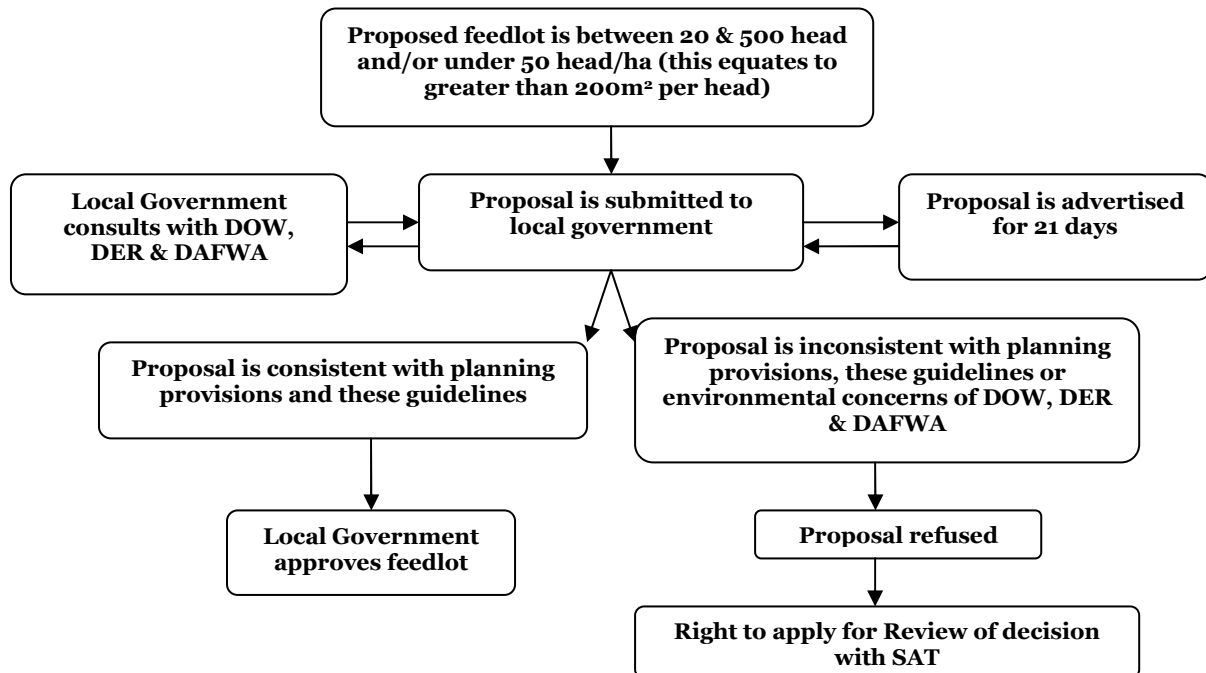 Proposed feedlot is between 20 & 500 head
and/or under 50 head/ha (this equates to
greater than 200m² per head)
Local Government
consults with DOW,
DER & DAFWA
Proposal is submitted to
local government
Proposal is advertised
for 21 days
Proposal is consistent with planning
provisions and these guidelines
Proposal is inconsistent with planning
provisions, these guidelines or
environmental concerns of DOW, DER
& DAFWA
Local Government
approves feedlot
Proposal refused
Right to apply for Review of decision
with SAT